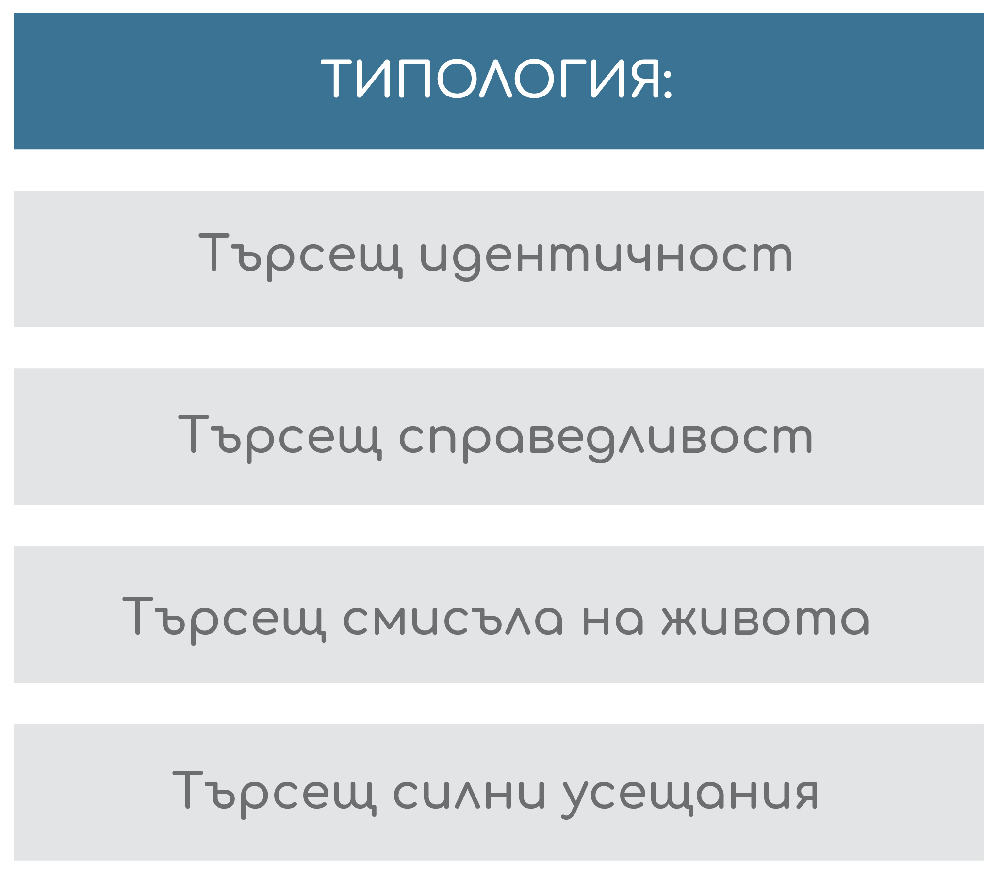 ТИПОЛОГИЯ:
Търсещ идентичност
Търсещ справедливост
Търсещ смисъла на живота
Търсещ силни усещания